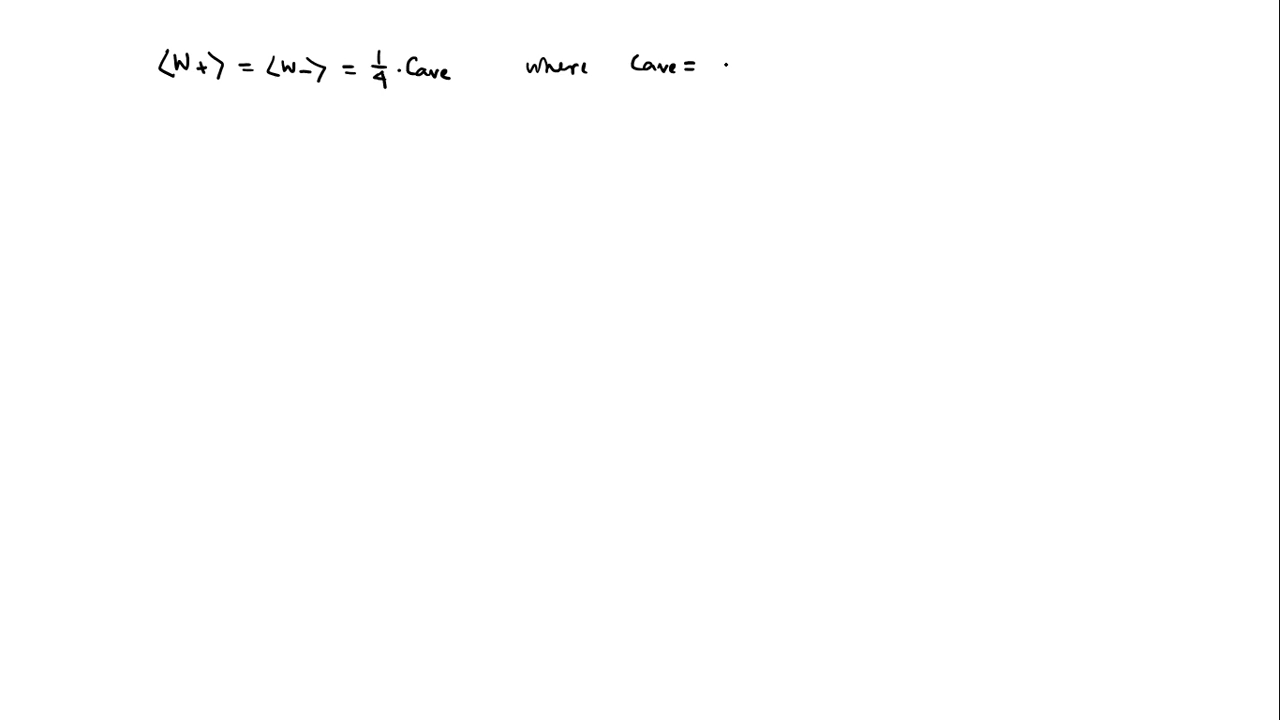 ⟨W+⟩ = ⟨W−⟩ = 1/4 · Cave where Cave = ·